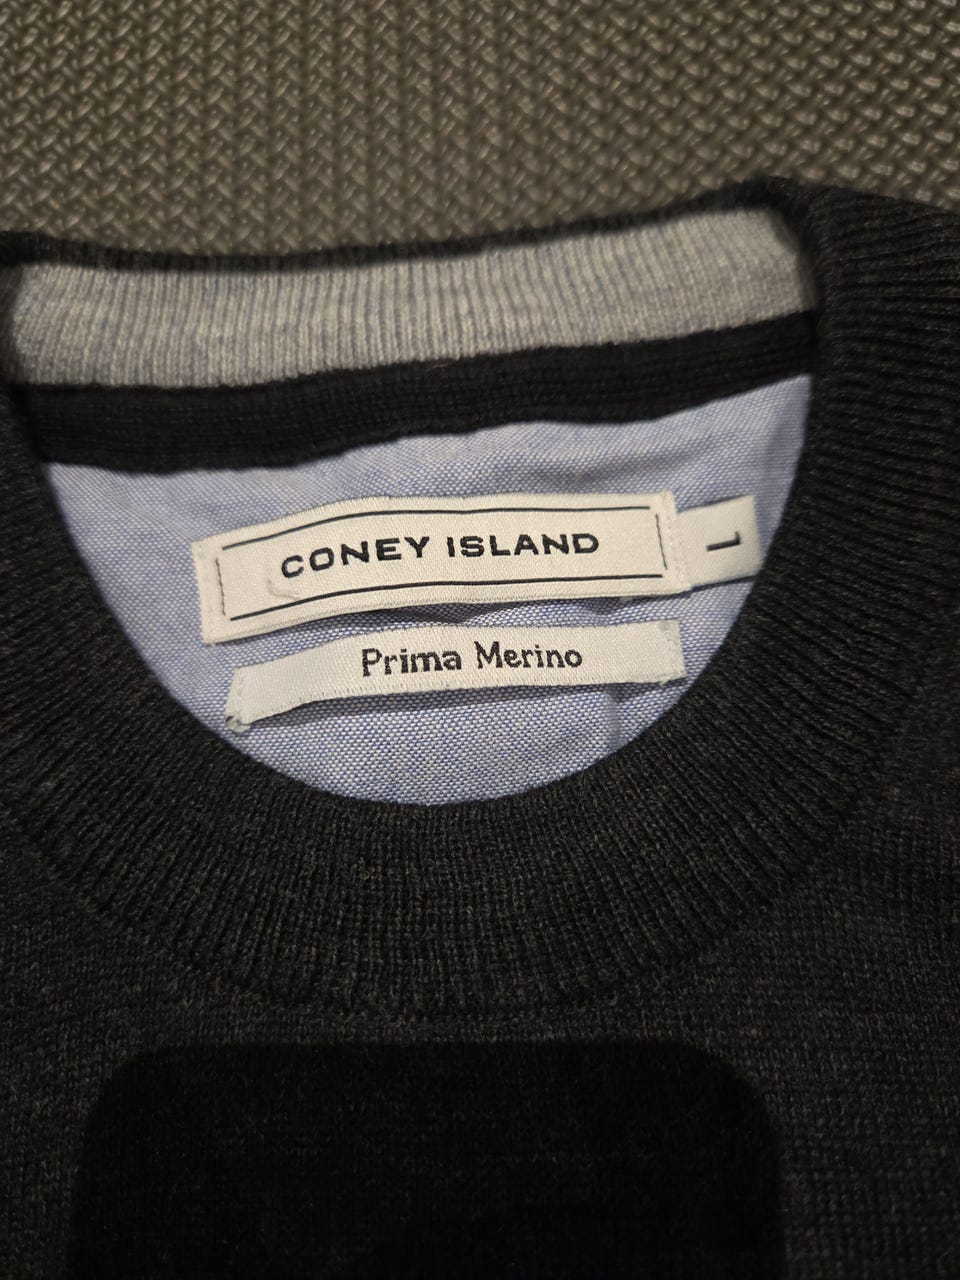 CONEY ISLAND
L
Prima Merino